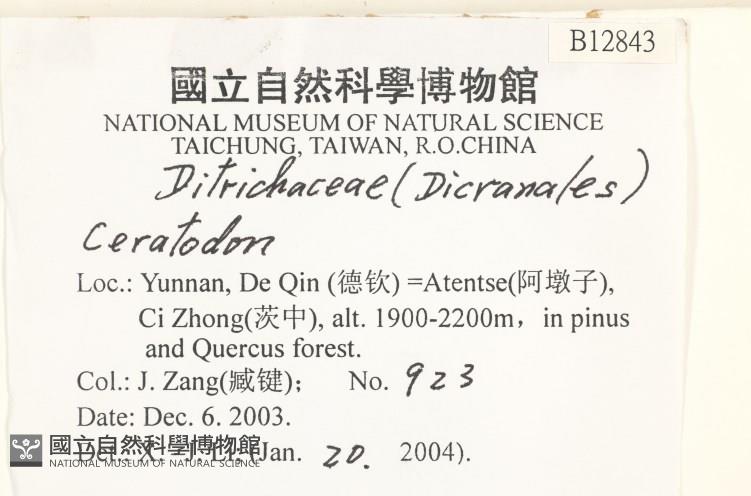 B12843
國立自然科學博物館
NATIONAL MUSEUM OF NATURAL SCIENCE
TAICHUNG, TAIWAN, R.O.CHINA
Ditrichaceae (Dicranales)
Ceratodon
Loc.: Yunnan, De Qin (德钦) =Atentse(阿墩子),
Ci Zhong(茨中), alt. 1900-2200m， in pinus
and Quercus forest.
Col.: J. Zang(臧键)； No. 923
Date: Dec. 6. 2003.
Det.: X. -J. Li. (Jan. 20. 2004).
國立自然科學博物館
NATIONAL MUSEUM OF NATURAL SCIENCE